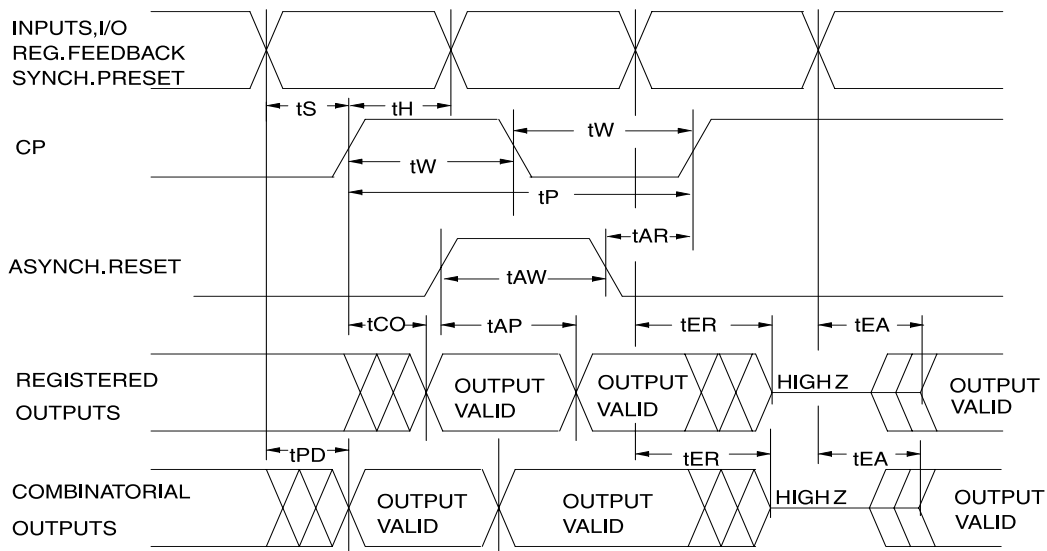 INPUTS,I/O
REG.FEEDBACK
SYNCH.PRESET
tS
tH
CP
tW
tW
tP
tAR
ASYNCH.RESET
tAW
tCO
tAP
tER
tEA
REGISTERED
OUTPUTS
OUTPUT
VALID
OUTPUT
VALID
HIGH Z
OUTPUT
VALID
tPD
tER
tEA
COMBINATORIAL
OUTPUTS
OUTPUT
VALID
OUTPUT
VALID
HIGH Z
OUTPUT
VALID